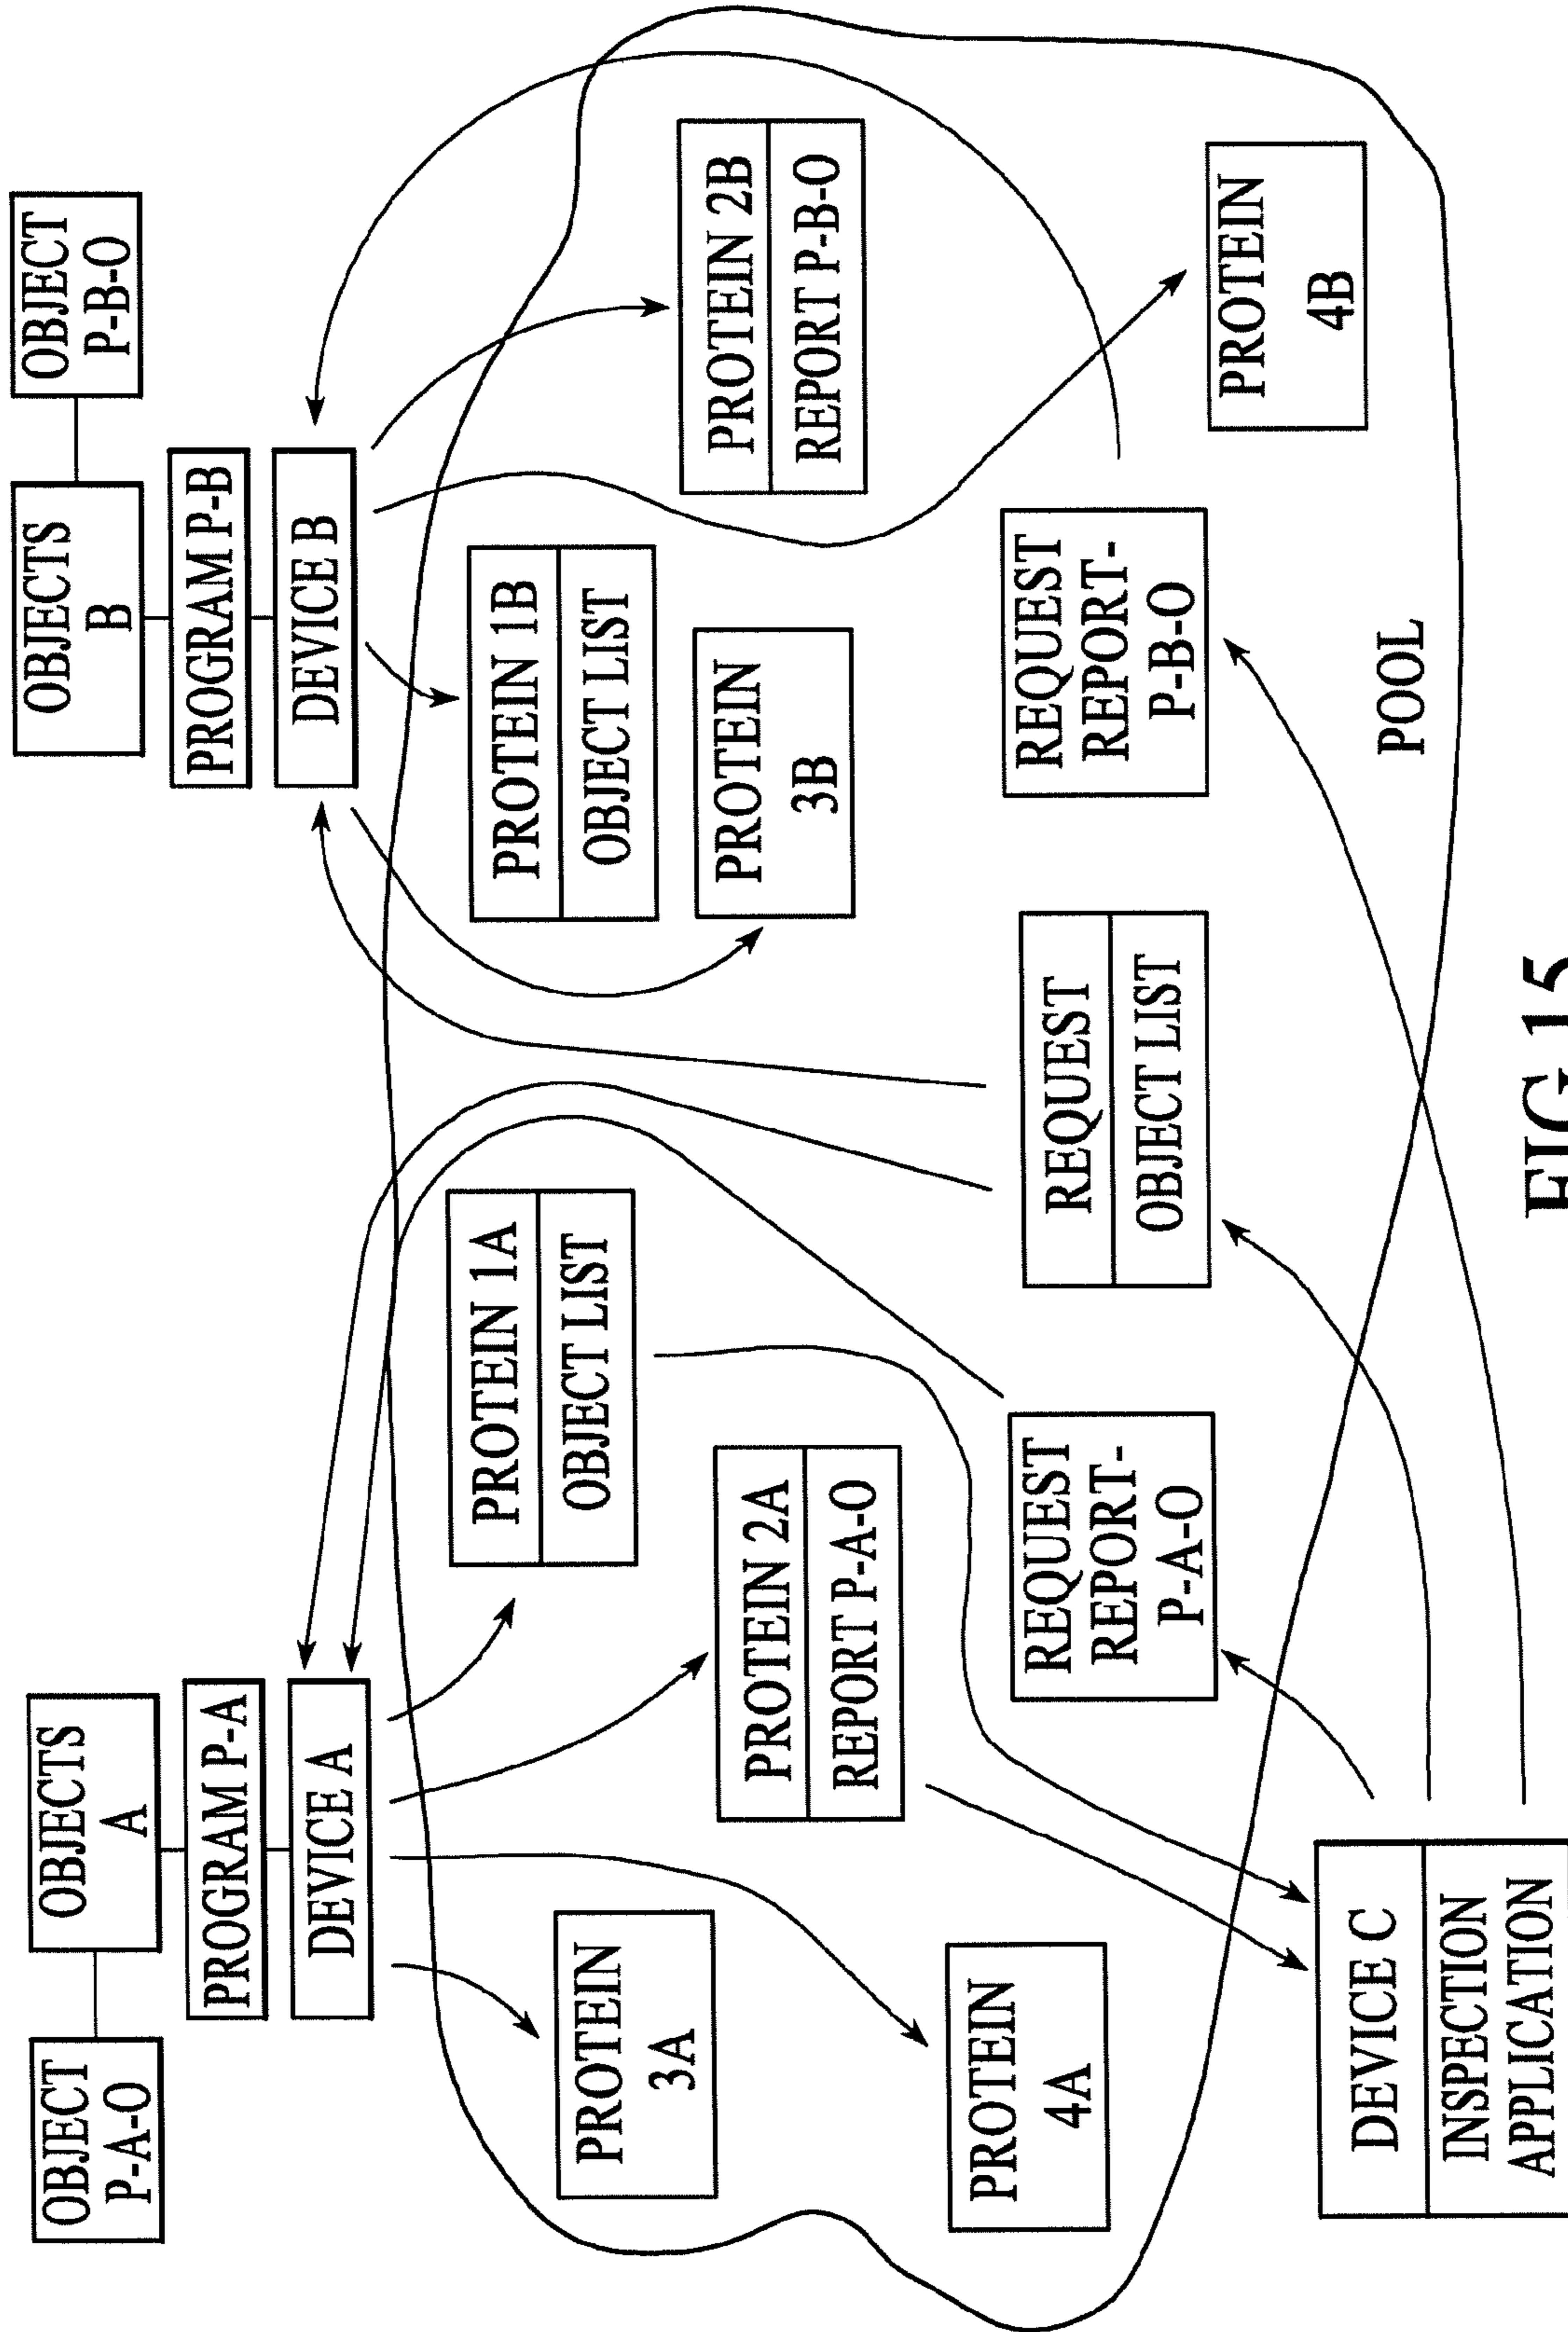 OBJECT
P-A-O
OBJECTS
A
PROGRAM P-A
DEVICE A
OBJECTS
B
OBJECT
P-B-O
PROGRAM P-B
DEVICE B
PROTEIN
3A
PROTEIN 1A
OBJECT LIST
PROTEIN 2A
REPORT P-A-O
PROTEIN 1B
OBJECT LIST
PROTEIN
3B
PROTEIN 2B
REPORT P-B-O
PROTEIN
4A
REQUEST
REPORT-
P-A-O
REQUEST
OBJECT LIST
REQUEST
REPORT-
P-B-O
PROTEIN
4B
POOL
DEVICE C
INSPECTION
APPLICATION
FIG.15